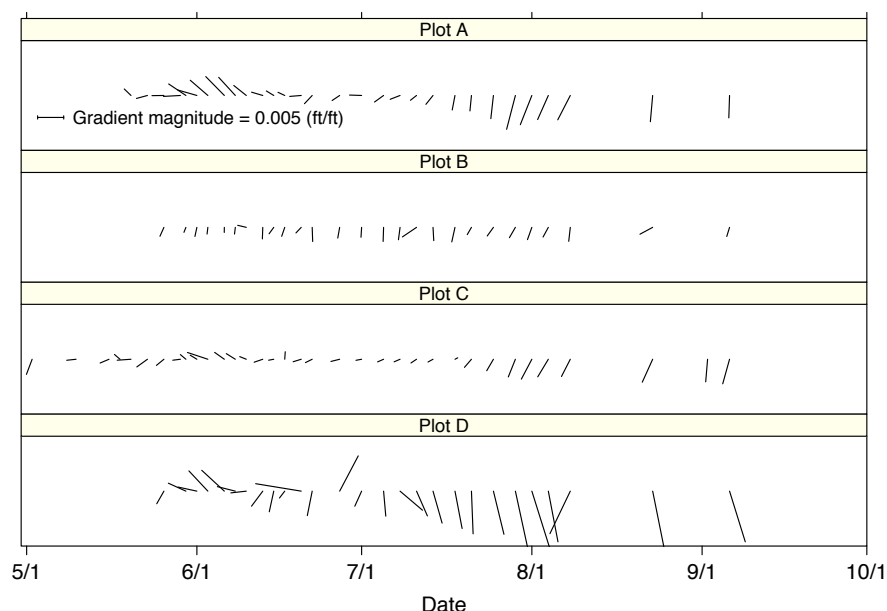 Plot A
Gradient magnitude = 0.005 (ft/ft)
Plot B
Plot C
Plot D
5/1 6/1 7/1 8/1 9/1 10/1
Date